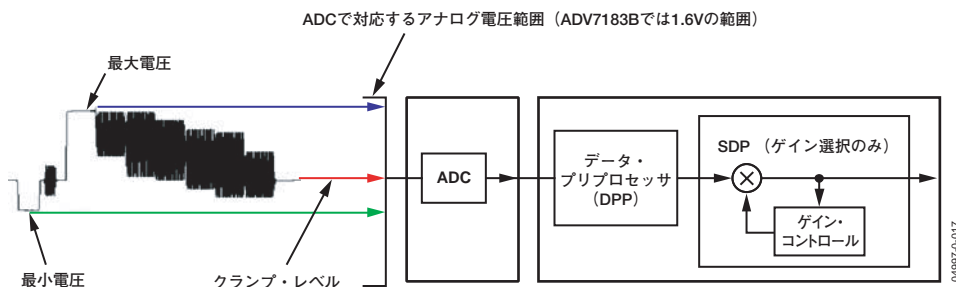 ADCで対応するアナログ電圧範囲（ADV7183Bでは1.6Vの範囲）
最大電圧
ADC
データ・
プリプロセッサ
（DPP）
SDP （ゲイン選択のみ）
ゲイン・
コントロール
最小電圧
クランプ・レベル
04997-0-017